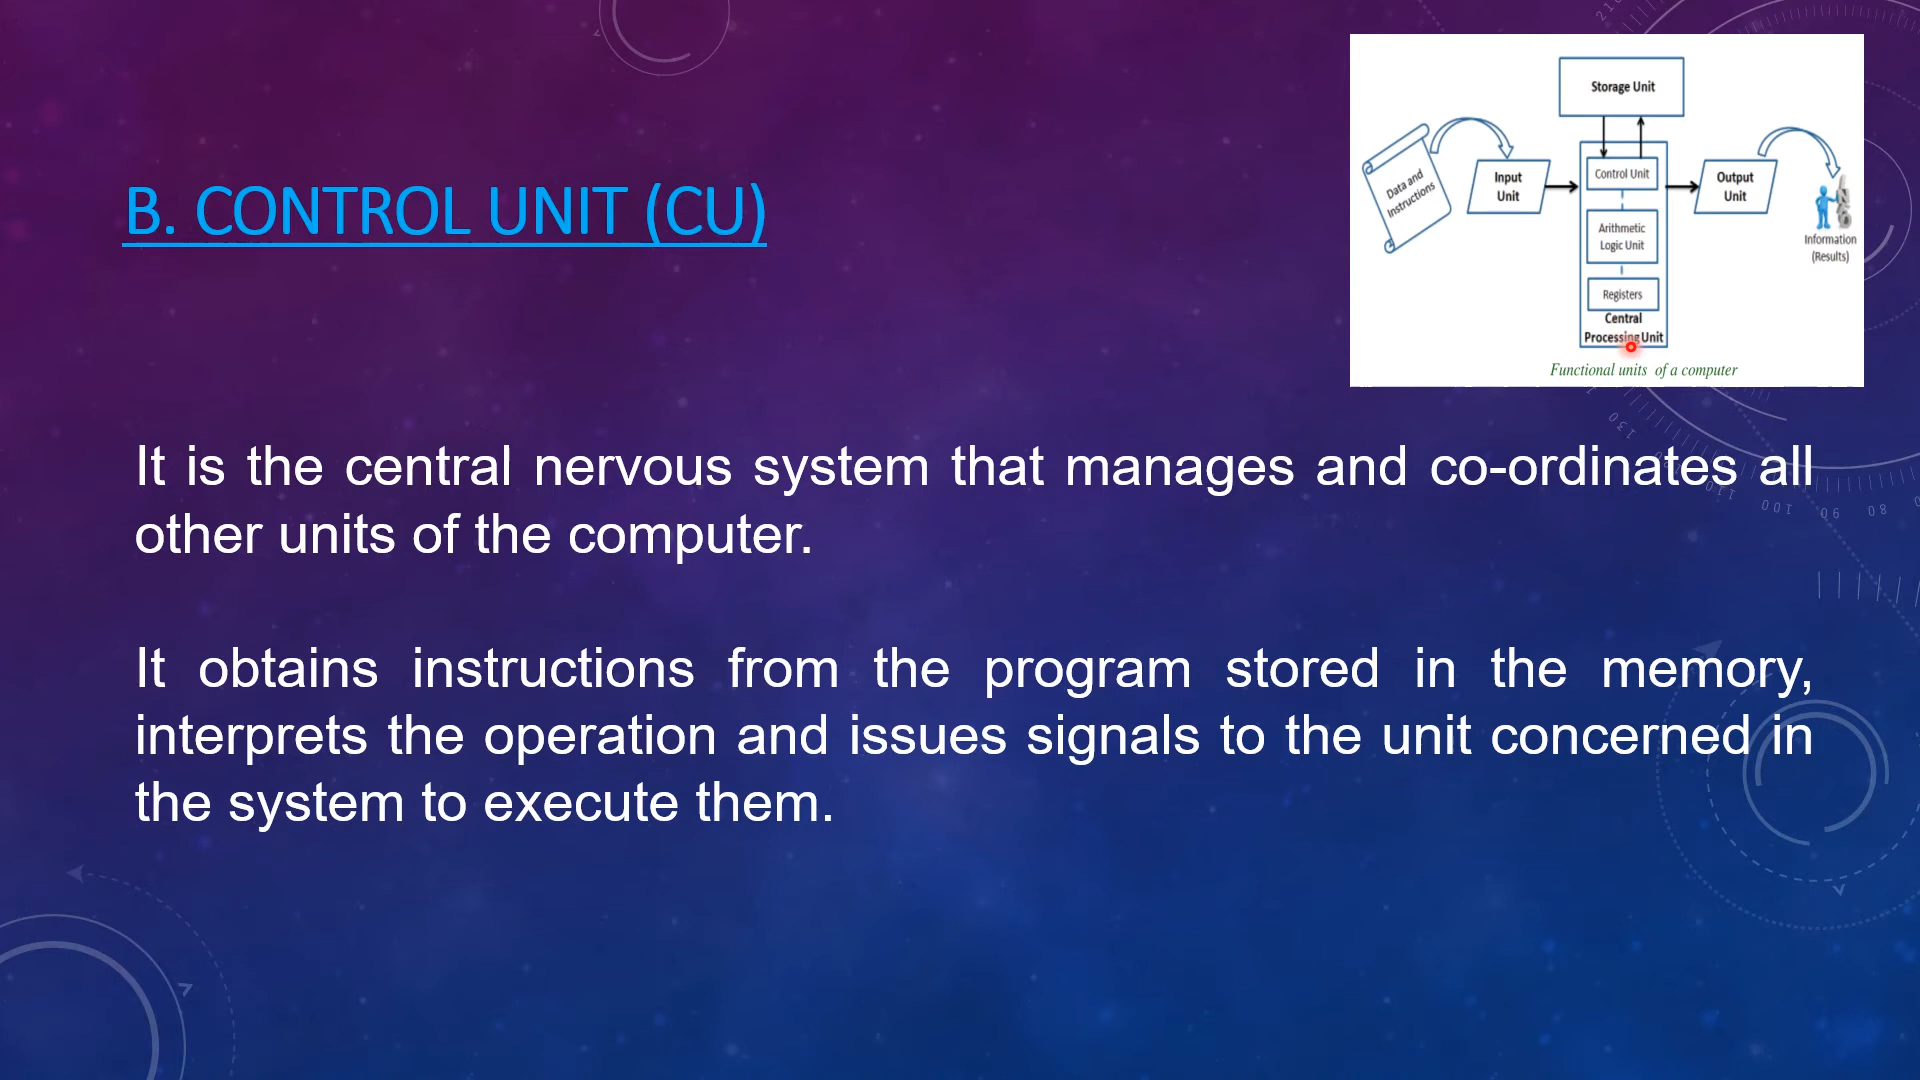 B. CONTROL UNIT (CU)
Storage Unit
Data and
Instructions
Input
Unit
Control Unit
Arithmetic
Logic Unit
Registers
Central
Processing Unit
Output
Unit
Information
(Results)
Functional units of a computer
It is the central nervous system that manages and co-ordinates all
other units of the computer.
It obtains instructions from the program stored in the memory,
interprets the operation and issues signals to the unit concerned in
the system to execute them.